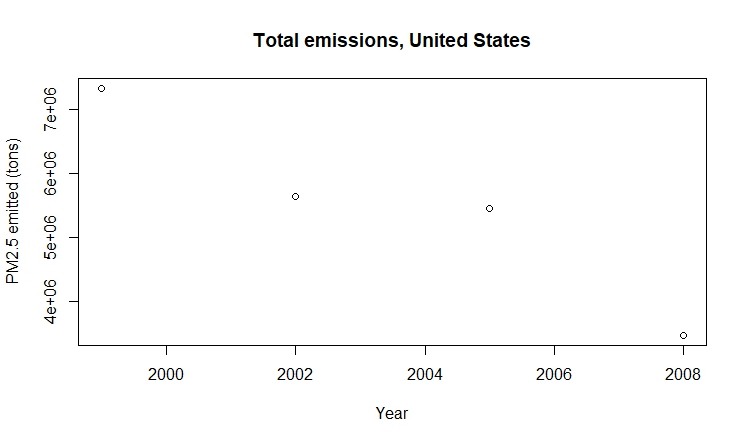 Total emissions, United States
PM2.5 emitted (tons)
7e+06
6e+06
5e+06
4e+06
2000 2002 2004 2006 2008
Year